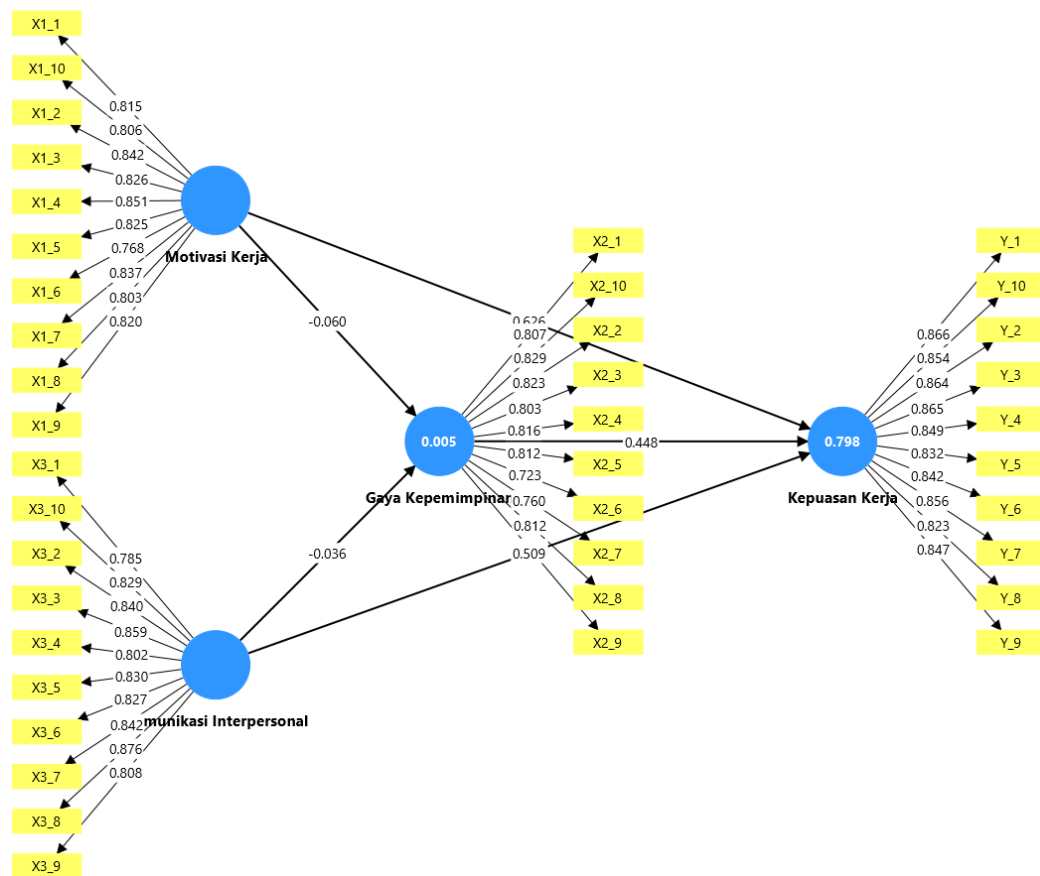 X1_1
X1_10
X1_2
X1_3
X1_4
X1_5
X1_6
X1_7
X1_8
X1_9
0.815
0.806
0.842
0.826
0.851
0.825
0.768
0.837
0.803
0.820
Motivasi Kerja
X3_1
X3_10
X3_2
X3_3
X3_4
X3_5
X3_6
X3_7
X3_8
X3_9
0.785
0.829
0.840
0.859
0.802
0.830
0.827
0.842
0.876
0.808
munikasi Interpersonal
-0.060
-0.036
0.005
Gaya Kepemimpinar
0.626
0.807
0.829
0.823
0.803
0.816
0.812
0.723
0.760
0.812
0.509
X2_1
X2_10
X2_2
X2_3
X2_4
X2_5
X2_6
X2_7
X2_8
X2_9
0.448
0.798
Kepuasan Kerja
0.866
0.854
0.864
0.865
0.849
0.832
0.842
0.856
0.823
0.847
Y_1
Y_10
Y_2
Y_3
Y_4
Y_5
Y_6
Y_7
Y_8
Y_9